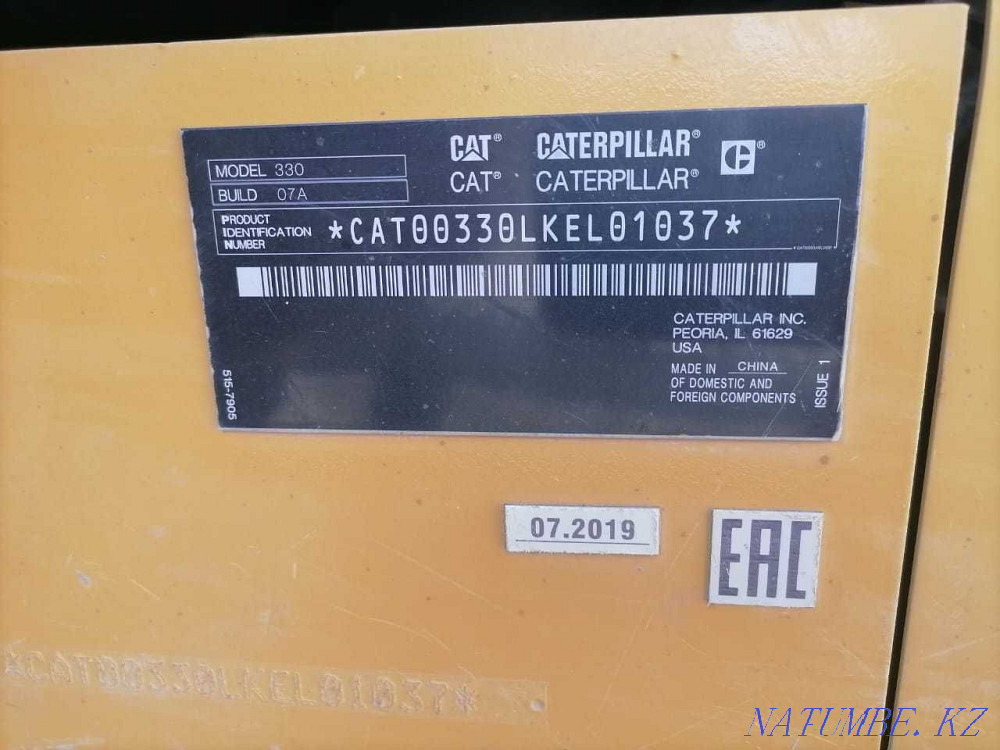 CAT® CATERPILLAR® C®
CAT® CATERPILLAR®
MODEL 330
BUILD 07A
PRODUCT
IDENTIFICATION
NUMBER
*CAT00330LKEL01037*
CATERPILLAR INC.
PEORIA, IL 61629
USA
MADE IN CHINA
OF DOMESTIC AND
FOREIGN COMPONENTS
515-7905
ISSUE 1
07.2019
EAC
*CAT00330LKEL01037*
NATUMBE.KZ